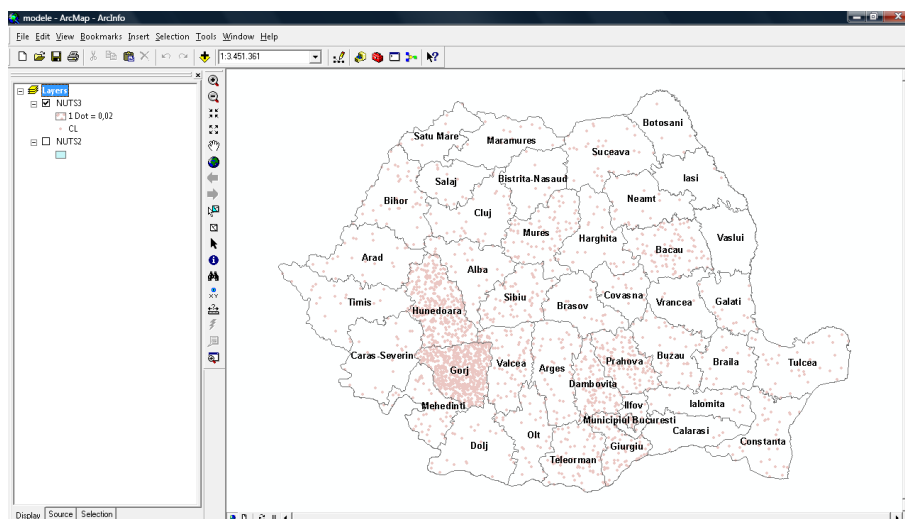 modele - ArcMap - ArcInfo
File Edit View Bookmarks Insert Selection Tools Window Help
1:3.451.361
Layers
NUTS3
1 Dot = 0,02
CL
NUTS2
Display Source Selection
Botosani
Satu Mare
Maramures
Suceava
Iasi
Salaj
Bistrita-Nasaud
Bihor
Neamt
Cluj
Mures
Harghita
Bacau
Vaslui
Arad
Alba
Timis
Sibiu
Covasna
Hunedoara
Brasov
Vrancea
Galati
Caras-Severin
Gorj
Valcea
Arges
Prahova
Buzau
Braila
Tulcea
Dambovita
Mehedinti
Ilfov
Ialomita
Municipiul Bucuresti
Calarasi
Dolj
Olt
Giurgiu
Constanta
Teleorman